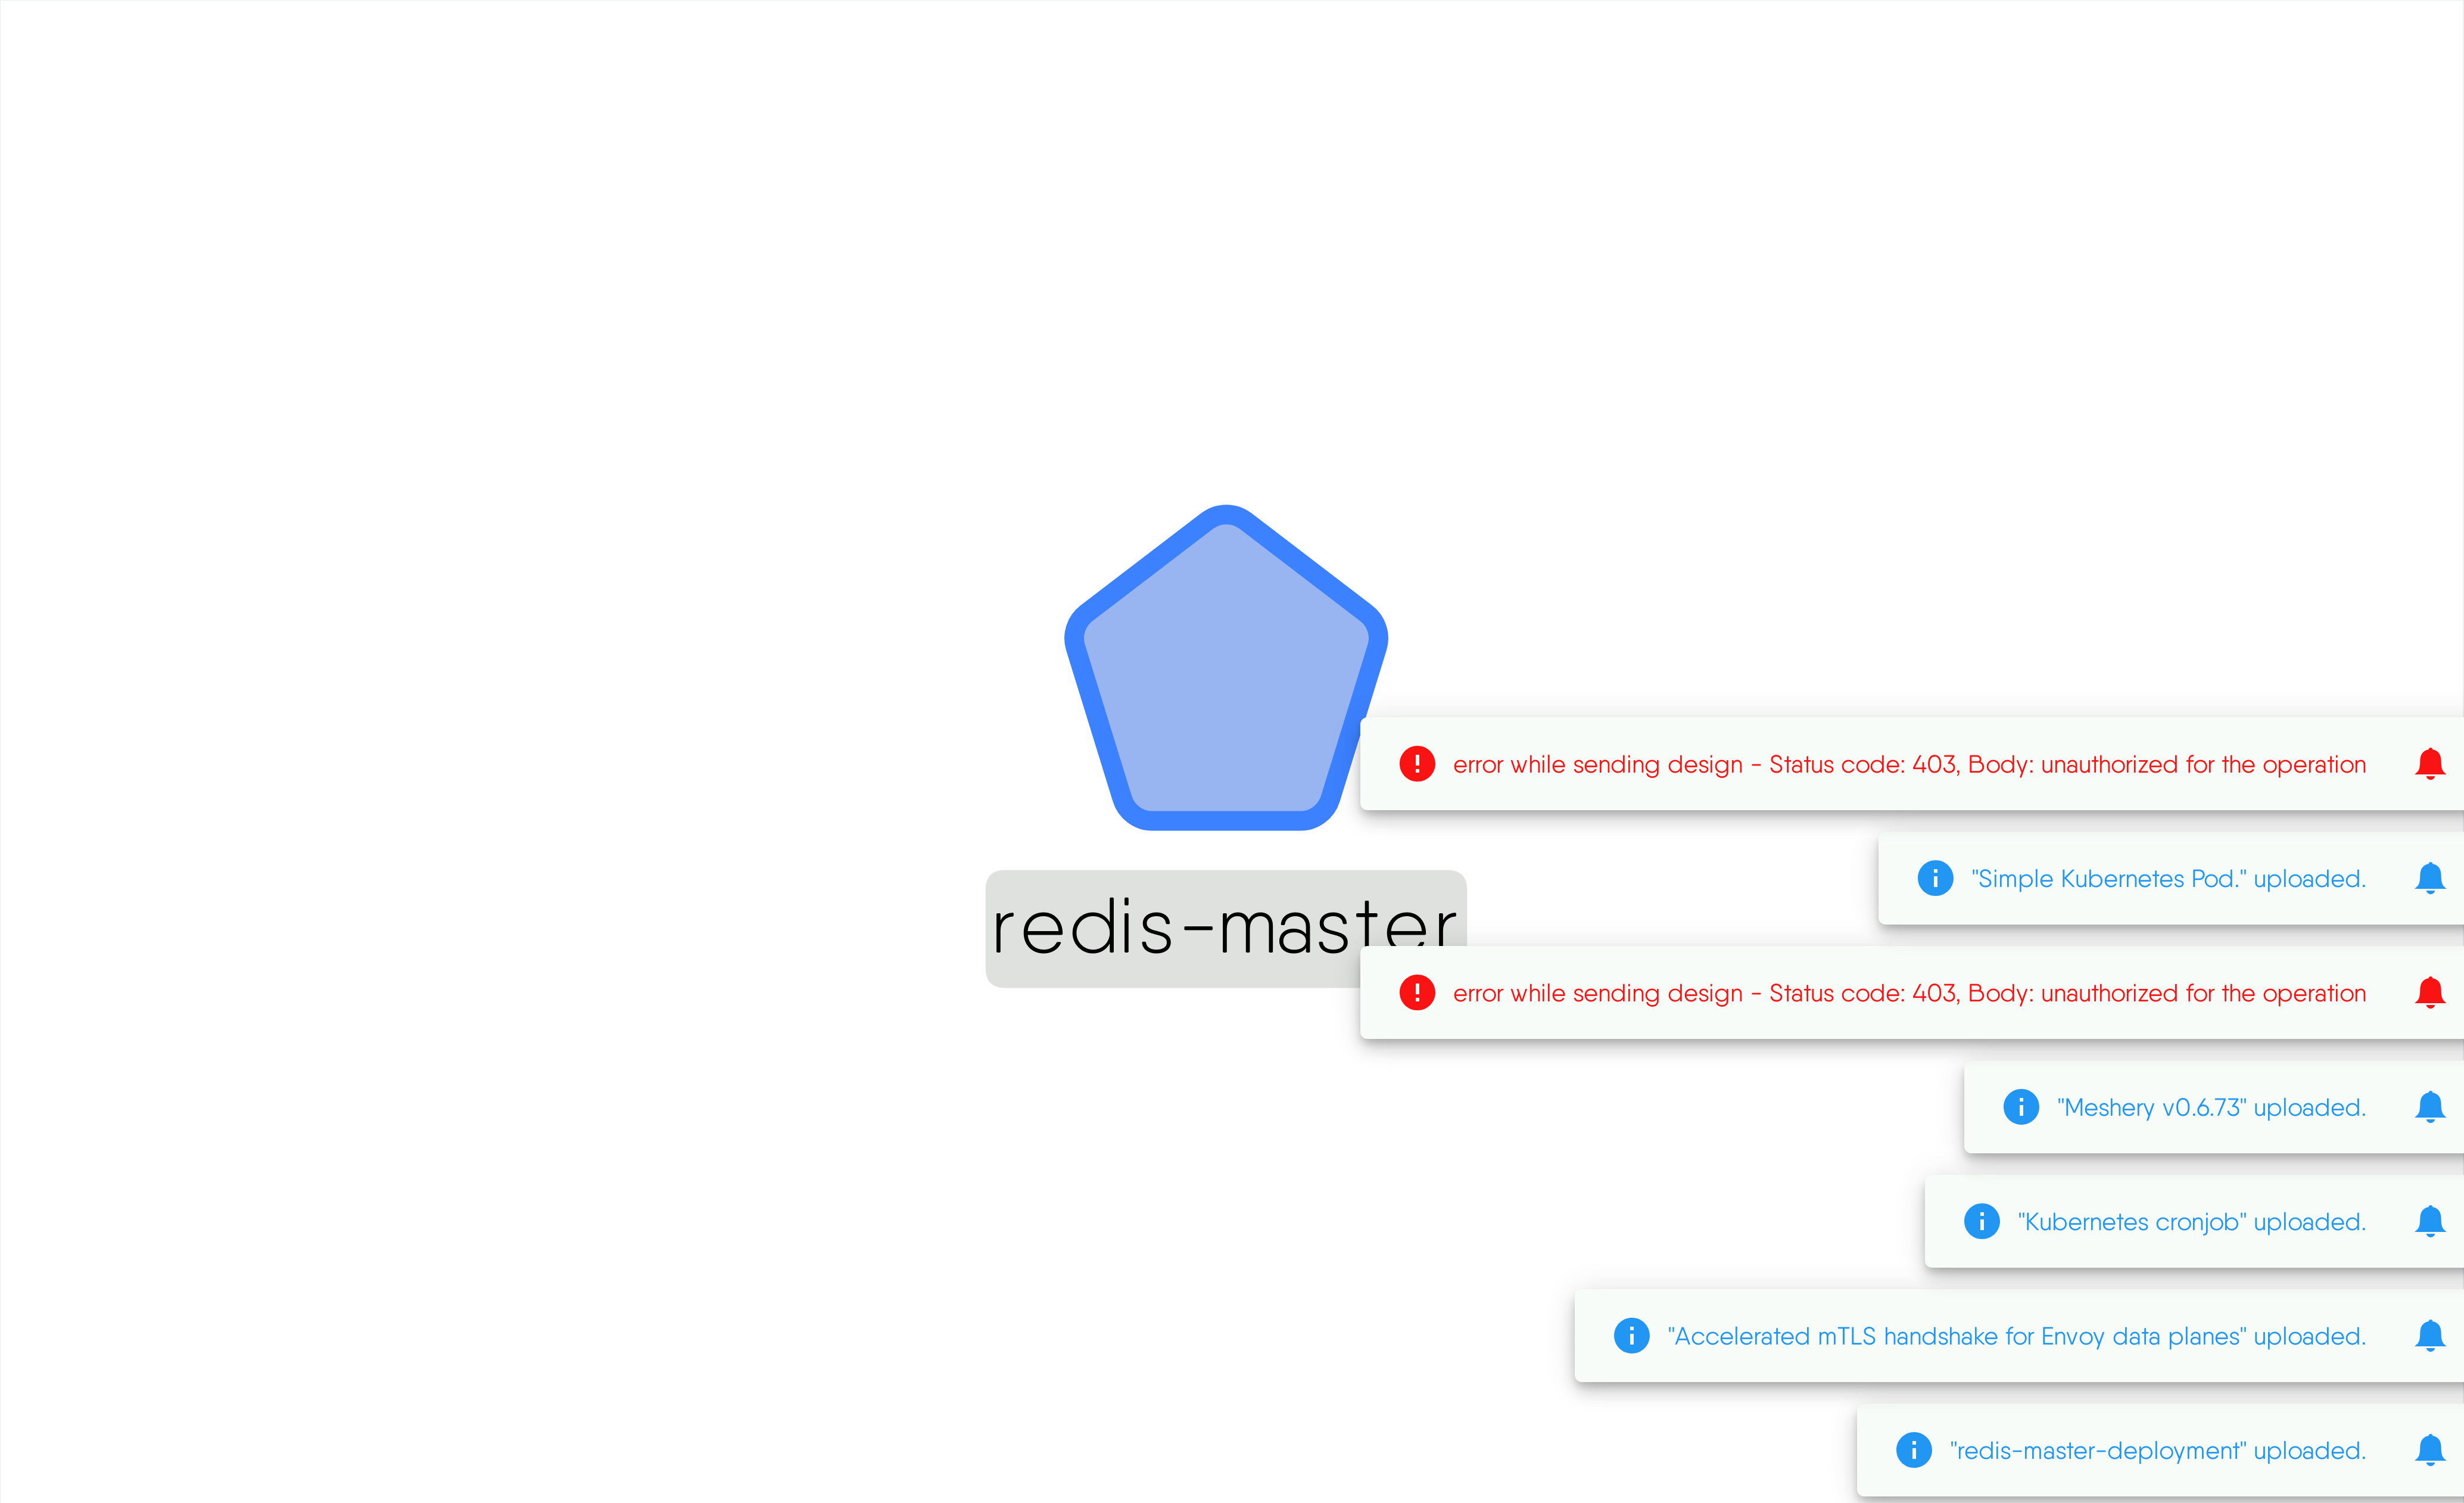 redis-master
error while sending design - Status code: 403, Body: unauthorized for the operation
"Simple Kubernetes Pod." uploaded.
error while sending design - Status code: 403, Body: unauthorized for the operation
"Meshery v0.6.73" uploaded.
"Kubernetes cronjob" uploaded.
"Accelerated mTLS handshake for Envoy data planes" uploaded.
"redis-master-deployment" uploaded.